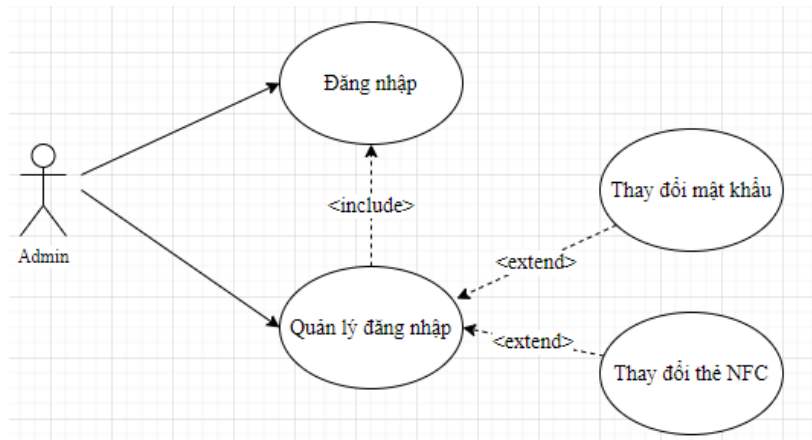 Đăng nhập
Thay đổi mật khẩu
<include>
Admin
<extend>
Quản lý đăng nhập
<extend>
Thay đổi thẻ NFC